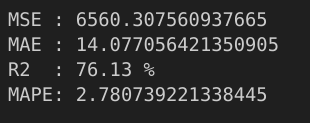 MSE : 6560.307560937665
MAE : 14.077056421350905
R2  : 76.13 %
MAPE: 2.780739221338445